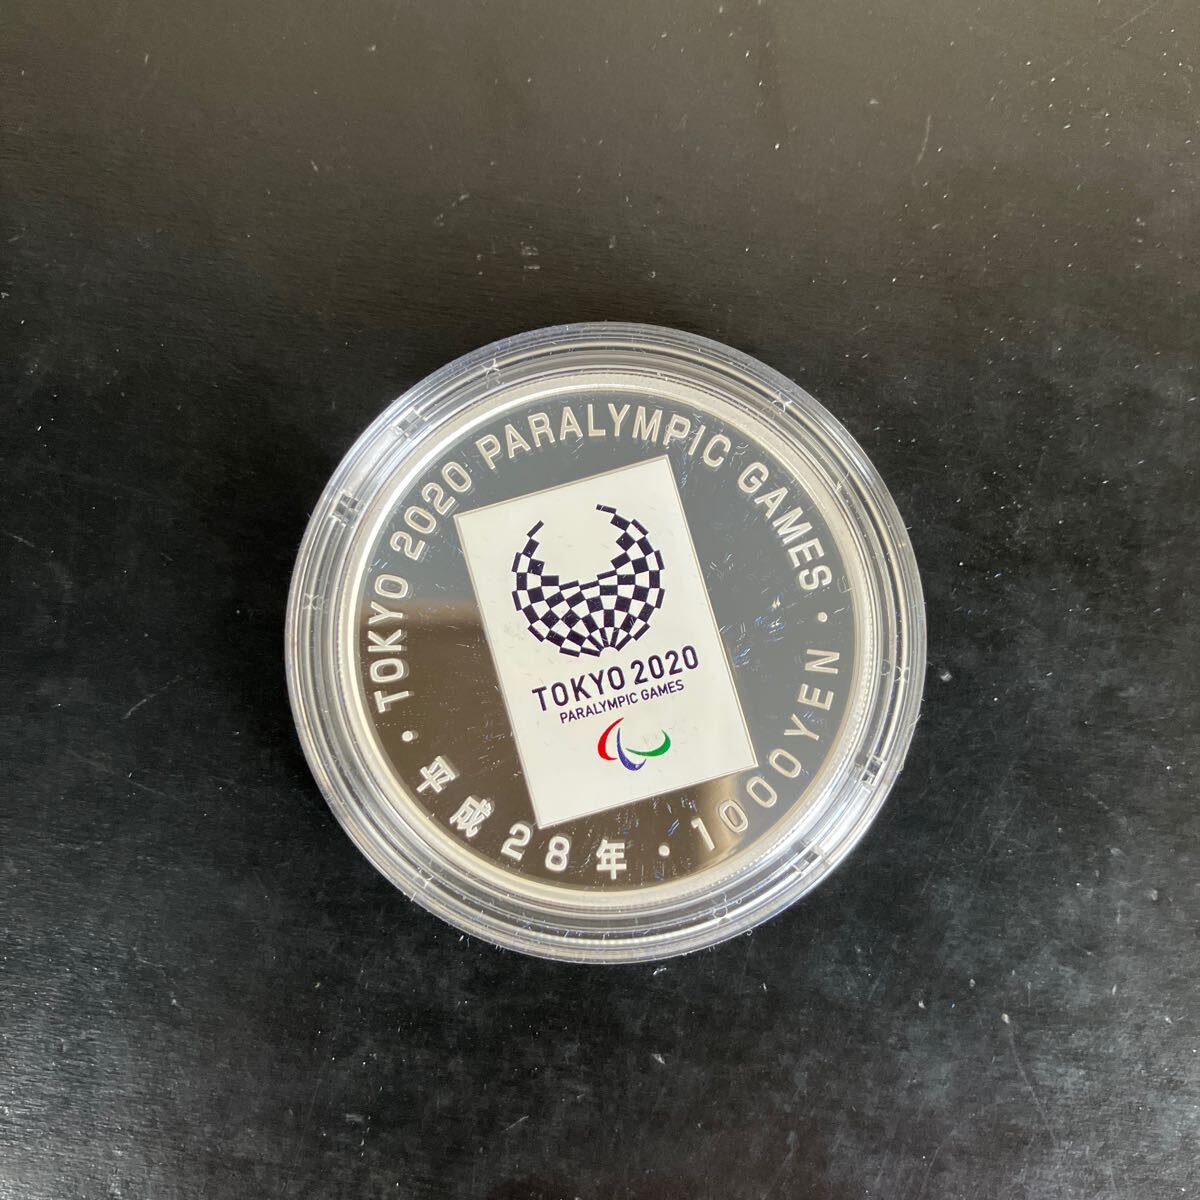 TOKYO 2020 PARALYMPIC GAMES
TOKYO 2020
PARALYMPIC GAMES
・平成28年・1000YEN・